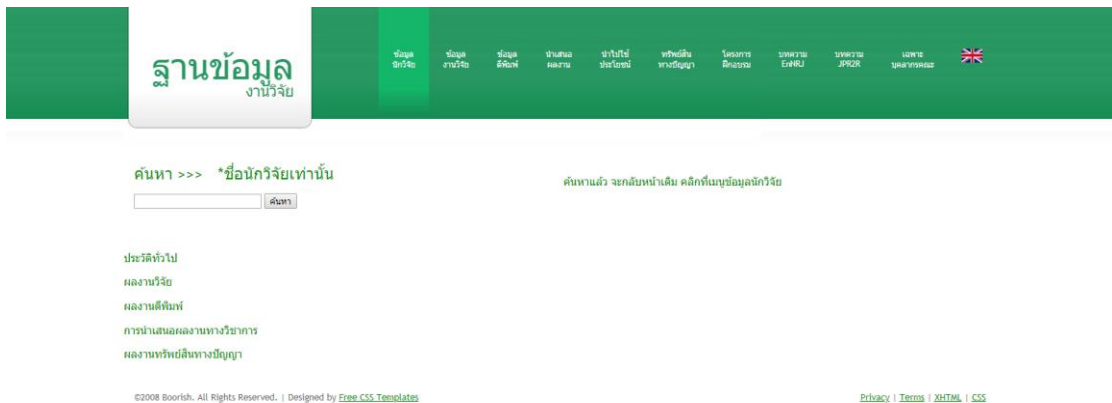 ฐานข้อมูล
งานวิจัย
ข้อมูล
นักวิจัย
ข้อมูล
งานวิจัย
ข้อมูล
ตีพิมพ์
นำเสนอ
ผลงาน
นำไปใช้
ประโยชน์
ทรัพย์สิน
ทางปัญญา
โครงการ
ฝึกอบรม
บทความ
EnNRJ
บทความ
JPR2R
เฉพาะ
บุคลากรคณะ
ค้นหา >>> *ชื่อนักวิจัยเท่านั้น
ค้นหา
ค้นหาแล้ว จะกลับหน้าเดิม คลิกที่เมนูข้อมูลนักวิจัย
ประวัติทั่วไป
ผลงานวิจัย
ผลงานตีพิมพ์
การนำเสนอผลงานทางวิชาการ
ผลงานทรัพย์สินทางปัญญา
©2008 Boorish. All Rights Reserved. | Designed by Free CSS Templates
Privacy | Terms | XHTML | CSS